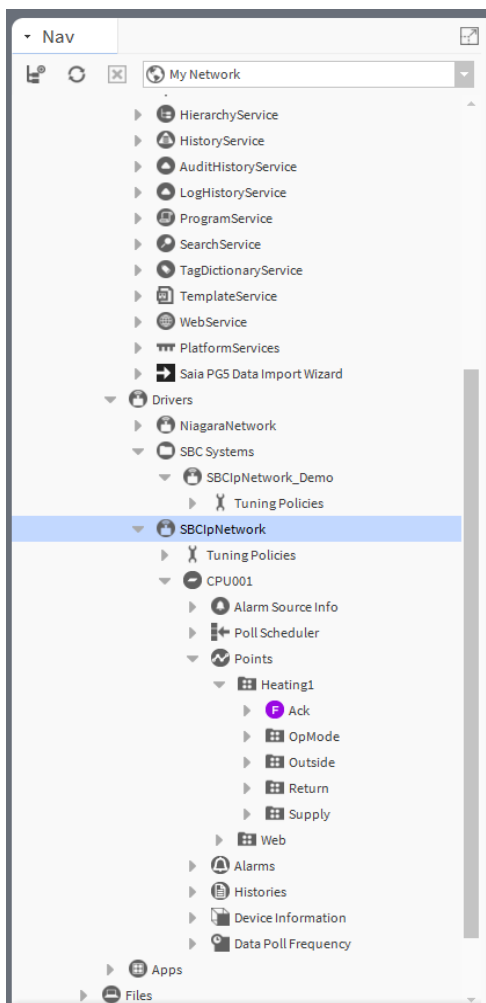 Nav
My Network
HierarchyService
HistoryService
AuditHistoryService
LogHistoryService
ProgramService
SearchService
TagDictionaryService
TemplateService
WebService
PlatformServices
Saia PG5 Data Import Wizard
Drivers
NiagaraNetwork
SBC Systems
SBCIpNetwork_Demo
Tuning Policies
SBCIpNetwork
Tuning Policies
CPU001
Alarm Source Info
Poll Scheduler
Points
Heating1
F Ack
OpMode
Outside
Return
Supply
Web
Alarms
Histories
Device Information
Data Poll Frequency
Apps
Files